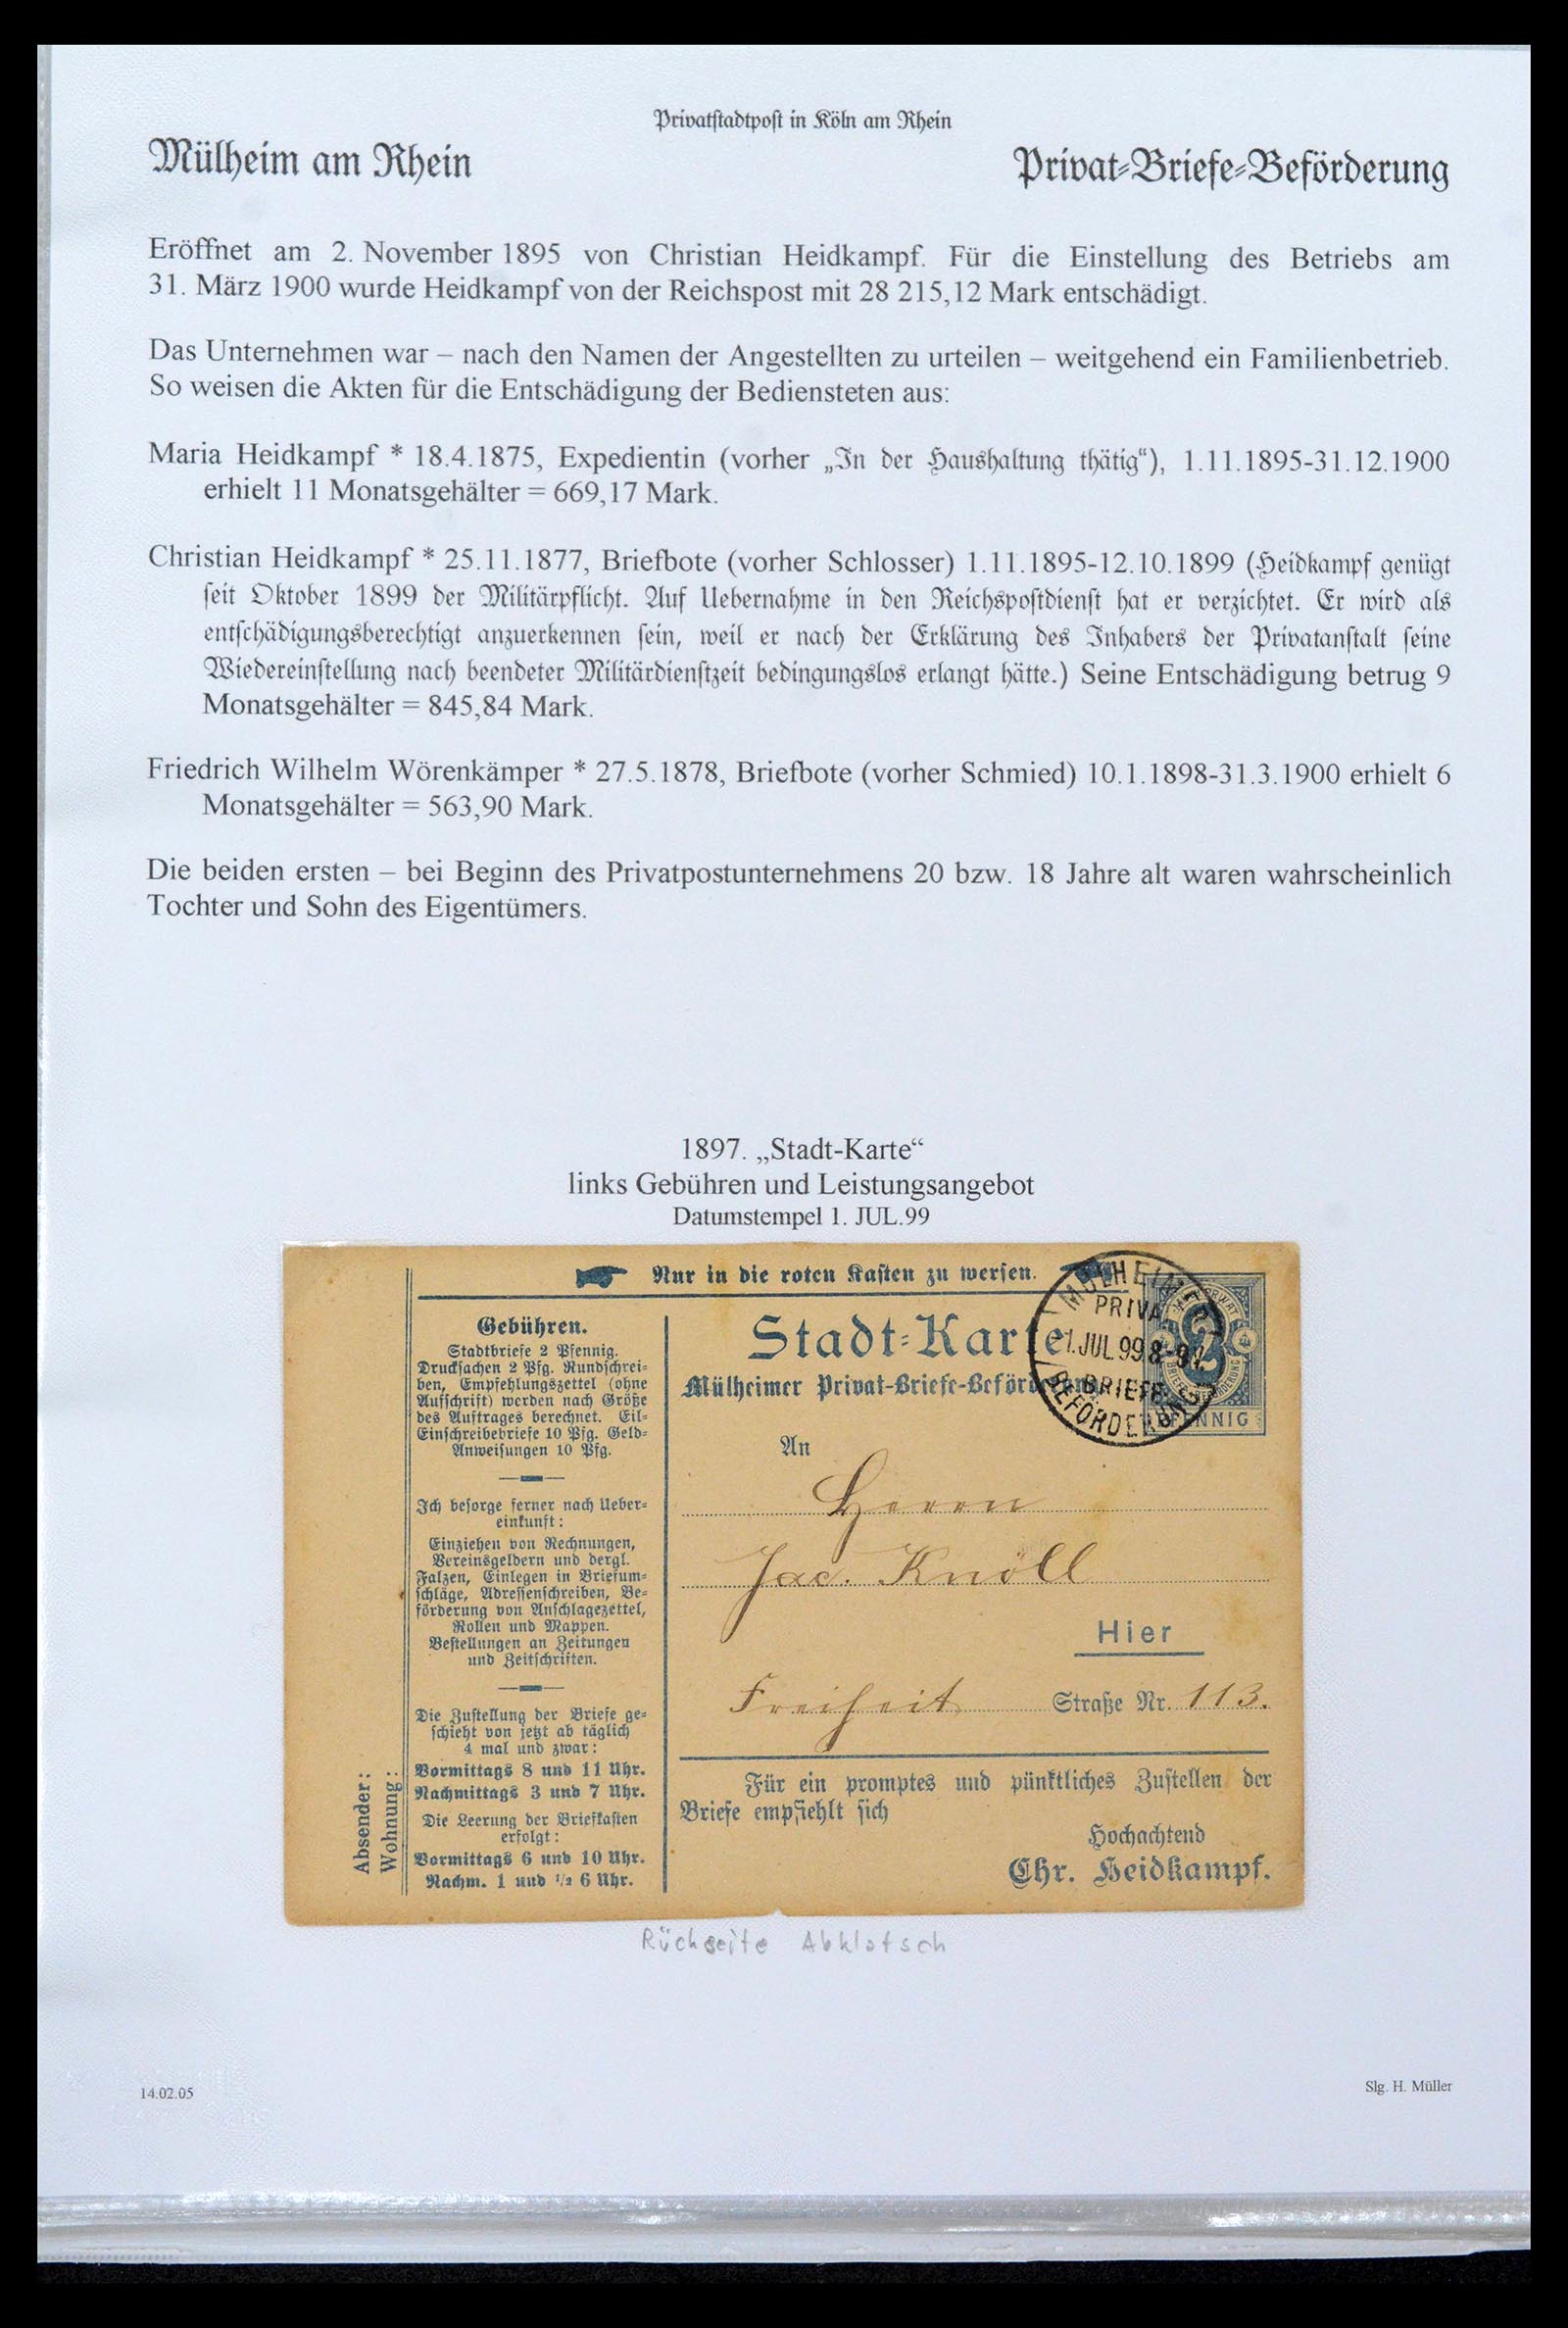 Privatstadtpost in Köln am Rhein
Mülheim am Rhein
Privat-Briefe-Beförderung
Eröffnet am 2. November 1895 von Christian Heidkampf. Für die Einstellung des Betriebs am
31. März 1900 wurde Heidkampf von der Reichspost mit 28 215,12 Mark entschädigt.
Das Unternehmen war – nach den Namen der Angestellten zu urteilen – weitgehend ein Familienbetrieb.
So weisen die Akten für die Entschädigung der Bediensteten aus:
Maria Heidkampf * 18.4.1875, Expedientin (vorher „In der Haushaltung thätig“), 1.11.1895-31.12.1900
erhielt 11 Monatsgehälter = 669,17 Mark.
Christian Heidkampf * 25.11.1877, Briefbote (vorher Schlosser) 1.11.1895-12.10.1899 (Heidkampf genügt
seit Oktober 1899 der Militärpflicht. Auf Uebernahme in den Reichspostdienst hat er verzichtet. Er wird als
entschädigungsberechtigt anzuerkennen sein, weil er nach der Erklärung des Inhabers der Privatanstalt seine
Wiedereinstellung nach beendeter Militärdienstzeit bedingungslos erlangt hätte.) Seine Entschädigung betrug 9
Monatsgehälter = 845,84 Mark.
Friedrich Wilhelm Wörenkämper * 27.5.1878, Briefbote (vorher Schmied) 10.1.1898-31.3.1900 erhielt 6
Monatsgehälter = 563,90 Mark.
Die beiden ersten – bei Beginn des Privatpostunternehmens 20 bzw. 18 Jahre alt waren wahrscheinlich
Tochter und Sohn des Eigentümers.
1897. „Stadt-Karte“
links Gebühren und Leistungsangebot
Datumstempel 1. JUL.99
Nur in die roten Kasten zu werfen.
Gebühren.
Stadtbriefe 2 Pfennig.
Drucksachen 2 Pfg. Rundschrei-
ben, Empfehlungszettel (ohne
Aufschrift) werden nach Größe
des Auftrages berechnet. Eil-
Einschreibebriefe 10 Pfg. Geld-
Anweisungen 10 Pfg.
Ich besorge ferner nach Ueber-
einkunft:
Einziehen von Rechnungen,
Vereinsgeldern und dergl.
Falzen, Einlegen in Briefum-
schläge, Adressenschreiben, Be-
förderung von Anschlagezettel,
Rollen und Mappen.
Bestellungen an Zeitungen
und Zeitschriften.
Die Zustellung der Briefe ge-
schieht von jetzt ab täglich
4 mal und zwar:
Vormittags 8 und 11 Uhr.
Nachmittags 3 und 7 Uhr.
Die Leerung der Briefkasten
erfolgt:
Vormittags 6 und 10 Uhr.
Nachm. 1 und ½ 6 Uhr.
Absender:
Wohnung:
Stadt-Karte
Mülheimer Privat-Briefe-Beförderung
MÜLHEIM
PRIVAT
1.JUL 99 8-9V.
BRIEFE
BEFÖRDERUNG
2
PFENNIG
An
Herrn
Jac. Knöll
Hier
Freiheit Straße Nr. 113.
Für ein promptes und pünktliches Zustellen der
Briefe empfiehlt sich
Hochachtend
Chr. Heidkampf.
Rückseite Abklatsch
14.02.05
Slg. H. Müller